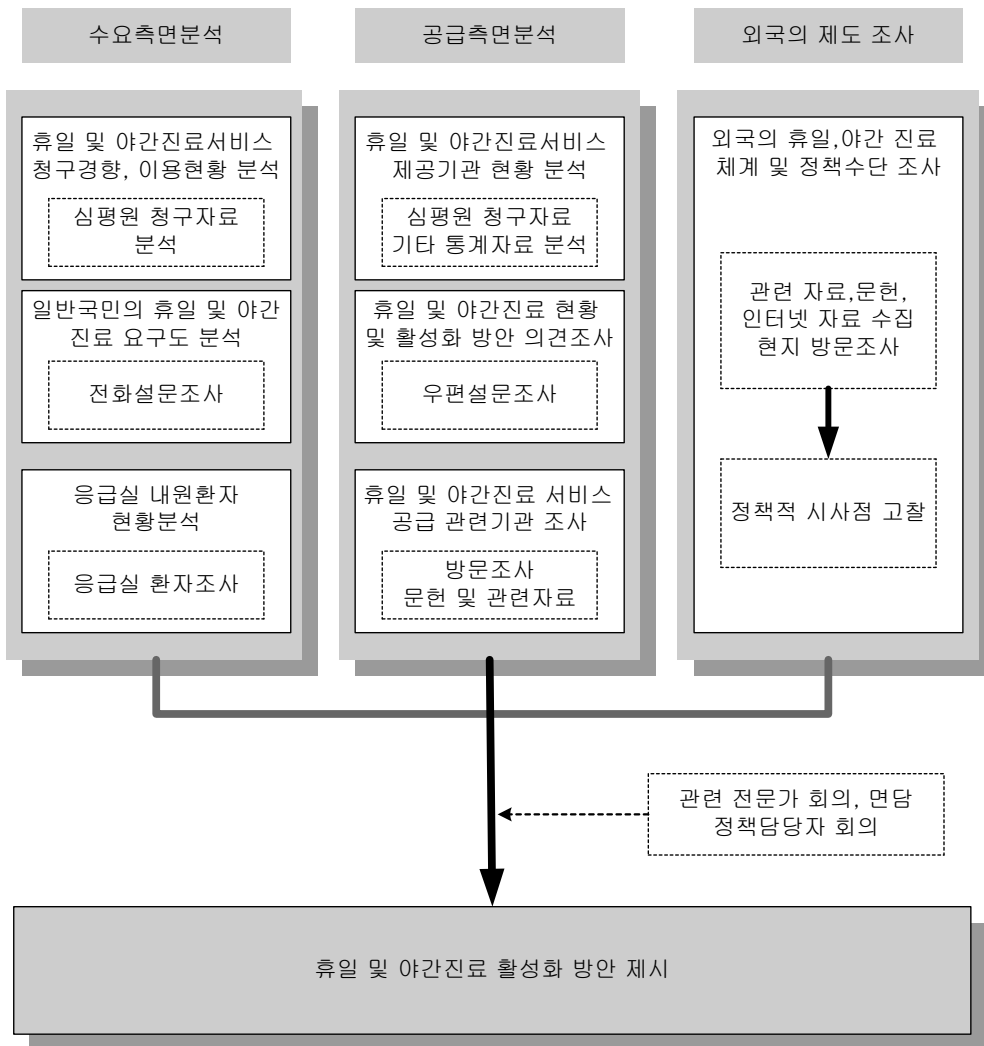 수요측면분석
공급측면분석
외국의 제도 조사
휴일 및 야간진료서비스
청구경향, 이용현황 분석
심평원 청구자료
분석
일반국민의 휴일 및 야간
진료 요구도 분석
전화설문조사
응급실 내원환자
현황분석
응급실 환자조사
휴일 및 야간진료서비스
제공기관 현황 분석
심평원 청구자료
기타 통계자료 분석
휴일 및 야간진료 현황
및 활성화 방안 의견조사
우편설문조사
휴일 및 야간진료 서비스
공급 관련기관 조사
방문조사
문헌 및 관련자료
외국의 휴일,야간 진료
체계 및 정책수단 조사
관련 자료,문헌,
인터넷 자료 수집
현지 방문조사
정책적 시사점 고찰
관련 전문가 회의, 면담
정책담당자 회의
휴일 및 야간진료 활성화 방안 제시